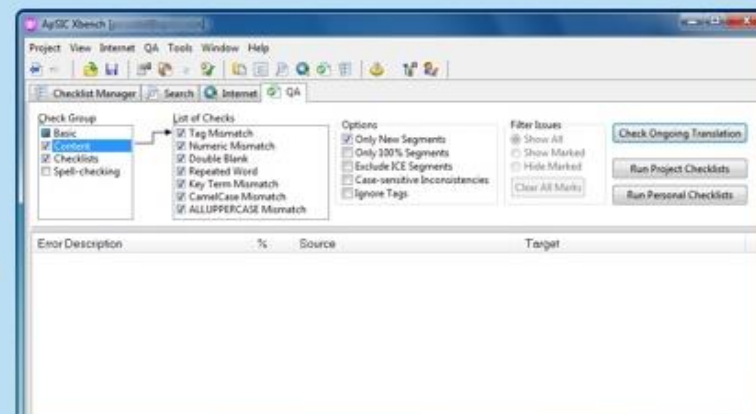 ApSIC Xbench [
Project View Internet QA Tools Window Help
Checklist Manager Search Internet QA
Check Group
Basic
Content
Checklists
Spell-checking
List of Checks
Tag Mismatch
Numeric Mismatch
Double Blank
Repeated Word
Key Term Mismatch
CamelCase Mismatch
ALLUPPERCASE Mismatch
Options
Only New Segments
Only 100% Segments
Exclude ICE Segments
Case-sensitive Inconsistencies
Ignore Tags
Filter Issues
Show All
Show Marked
Hide Marked
Clear All Marks
Check Ongoing Translation
Run Project Checklists
Run Personal Checklists
Error Description % Source Target